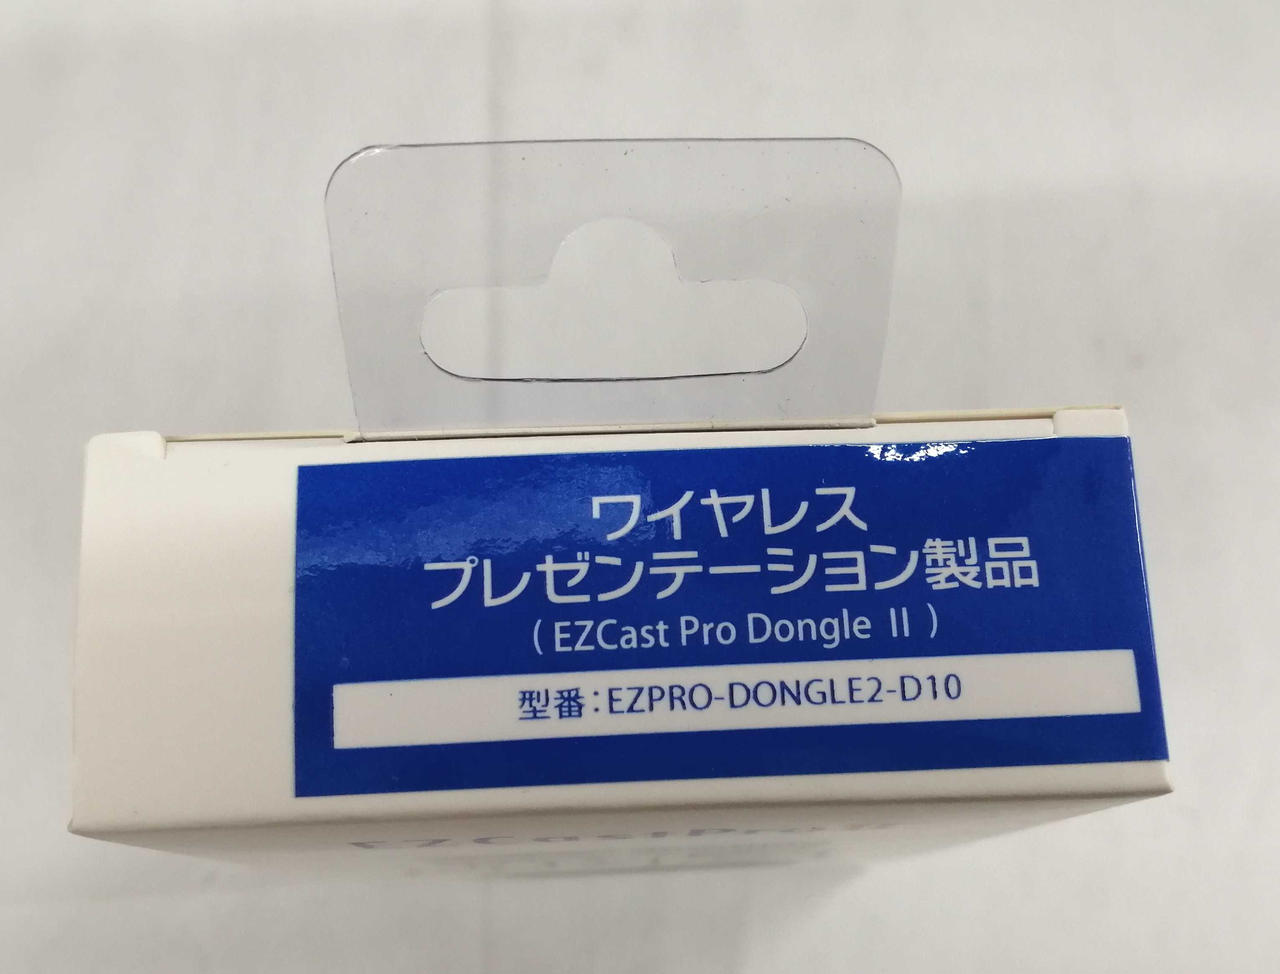 ワイヤレス
プレゼンテーション製品
( EZCast Pro Dongle II )
型番：EZPRO-DONGLE2-D10